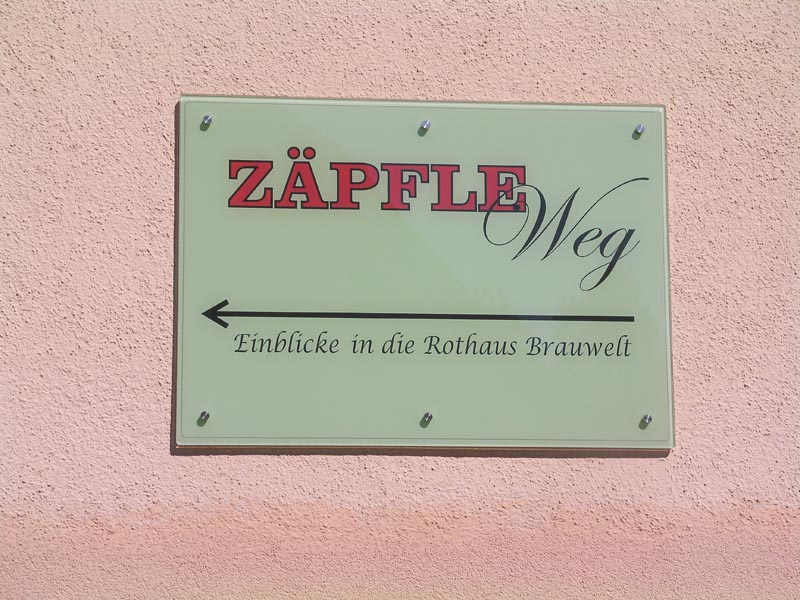 ZÄPFLE
Weg
Einblicke in die Rothaus Brauwelt